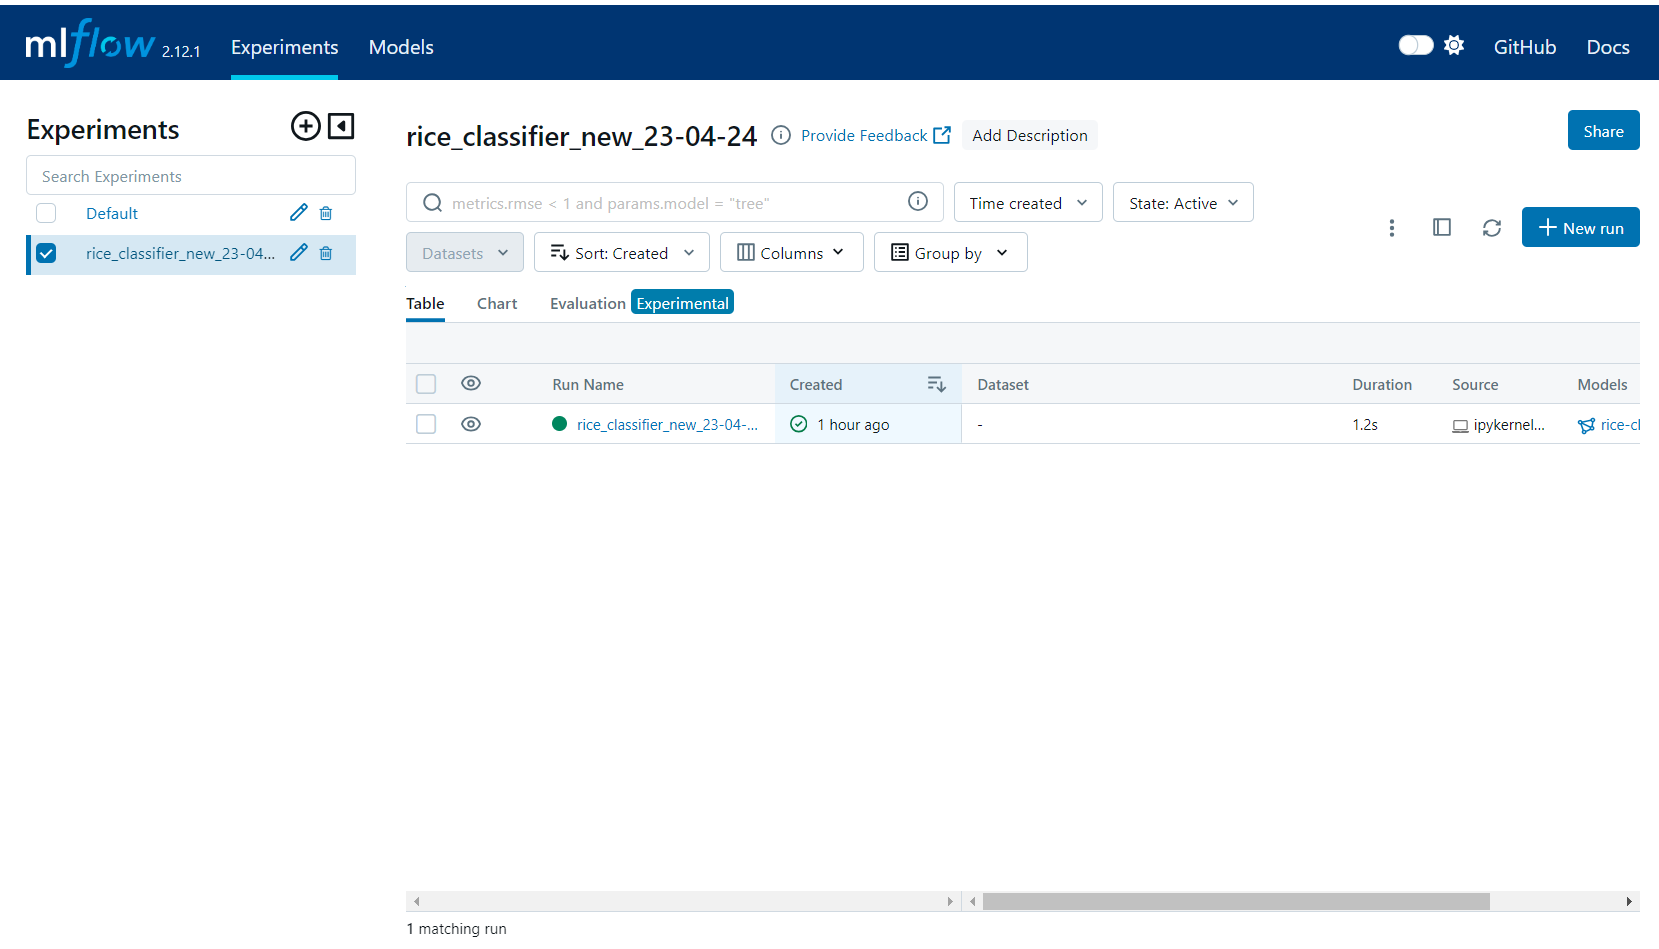 mlflow 2.12.1 Experiments Models GitHub Docs
Experiments
Search Experiments
Default
rice_classifier_new_23-04...
rice_classifier_new_23-04-24 Provide Feedback Add Description Share
metrics.rmse < 1 and params.model = "tree" Time created State: Active
New run
Datasets Sort: Created Columns Group by
Table Chart Evaluation Experimental
Run Name Created Dataset Duration Source Models
rice_classifier_new_23-04-... 1 hour ago - 1.2s ipykernel... rice-cl
1 matching run